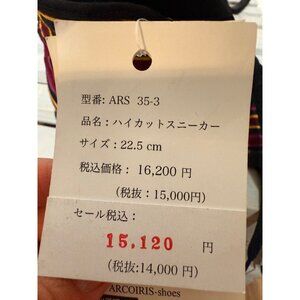 型番: ARS 35-3
品名：ハイカットスニーカー
サイズ：22.5 cm
税込価格： 16,200 円
(税抜：15,000円)
セール税込：
15,120 円
(税抜:14,000 円)
ARCOIRIS-shoes